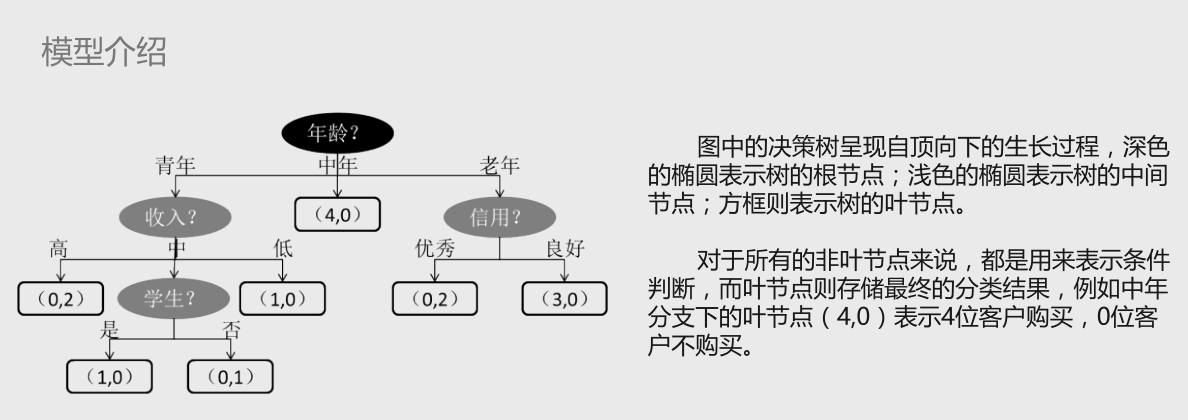 模型介绍
年龄？
青年 中年 老年
收入？ （4,0） 信用？
高 中 低 优秀 良好
（0,2） 学生？ （1,0） （0,2） （3,0）
是 否
（1,0） （0,1）
图中的决策树呈现自顶向下的生长过程，深色
的椭圆表示树的根节点；浅色的椭圆表示树的中间
节点；方框则表示树的叶节点。
对于所有的非叶节点来说，都是用来表示条件
判断，而叶节点则存储最终的分类结果，例如中年
分支下的叶节点（4,0）表示4位客户购买，0位客
户不购买。